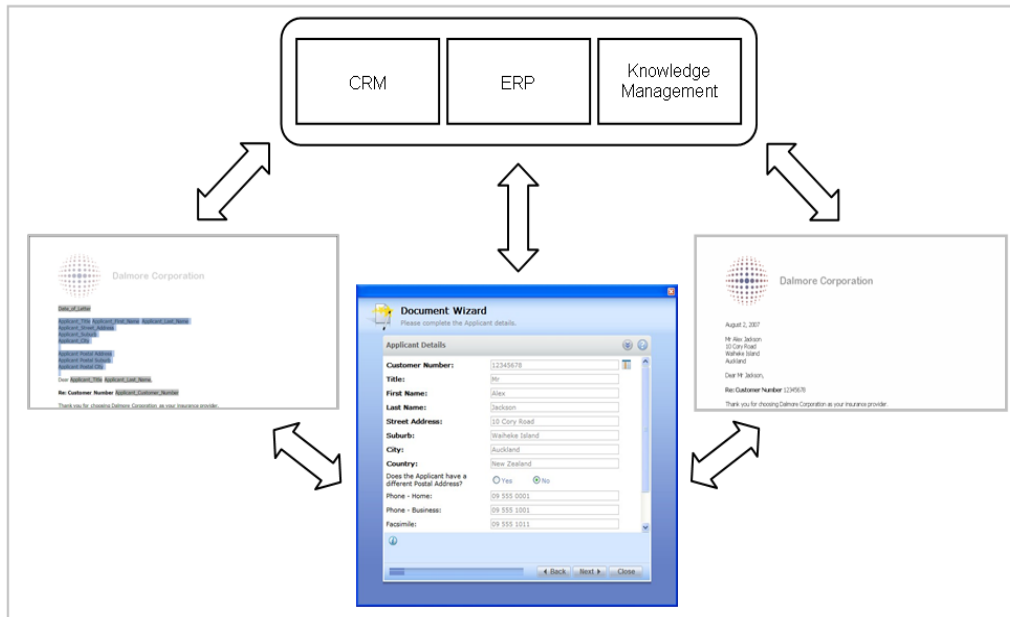 CRM
ERP
Knowledge
Management
Dalmore Corporation
Date_of_Letter
Applicant_Title Applicant_First_Name Applicant_Last_Name
Applicant_Street_Address
Applicant_Suburb
Applicant_City
Applicant Postal Address
Applicant Postal Suburb
Applicant Postal City
Dear Applicant_Title Applicant_Last_Name,
Re: Customer Number Applicant_Customer_Number
Thank you for choosing Dalmore Corporation as your insurance provider.
Document Wizard
Please complete the Applicant details.
Applicant Details
Customer Number: 12345678
Title: Mr
First Name: Alex
Last Name: Jackson
Street Address: 10 Cory Road
Suburb: Waiheke Island
City: Auckland
Country: New Zealand
Does the Applicant have a
different Postal Address? Yes No
Phone - Home: 09 555 0001
Phone - Business: 09 555 1001
Facsimile: 09 555 1011
Back Next Close
Dalmore Corporation
August 2, 2007
Mr Alex Jackson
10 Cory Road
Waiheke Island
Auckland
Dear Mr Jackson,
Re: Customer Number 12345678
Thank you for choosing Dalmore Corporation as your insurance provider.